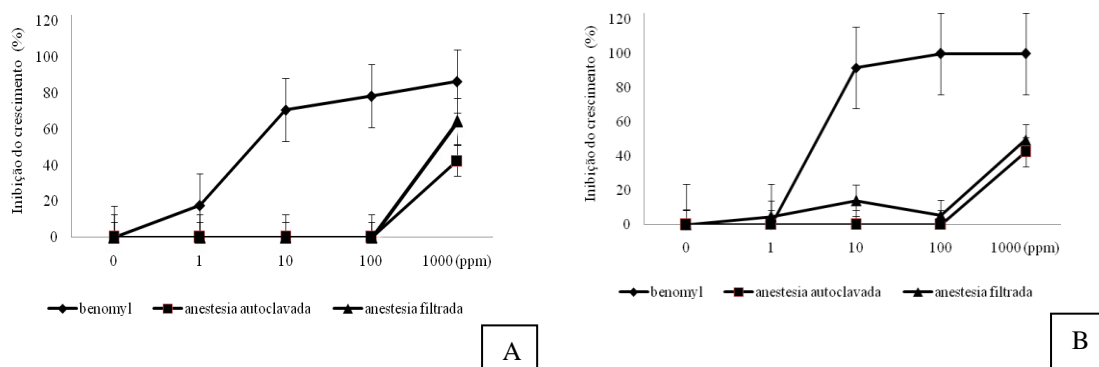 Inibição do crescimento (%)
120
100
80
60
40
20
0
0 1 10 100 1000 (ppm)
benomyl anestesia autoclavada anestesia filtrada
A
Inibição do crescimento (%)
120
100
80
60
40
20
0
0 1 10 100 1000 (ppm)
benomyl anestesia autoclavada anestesia filtrada
B